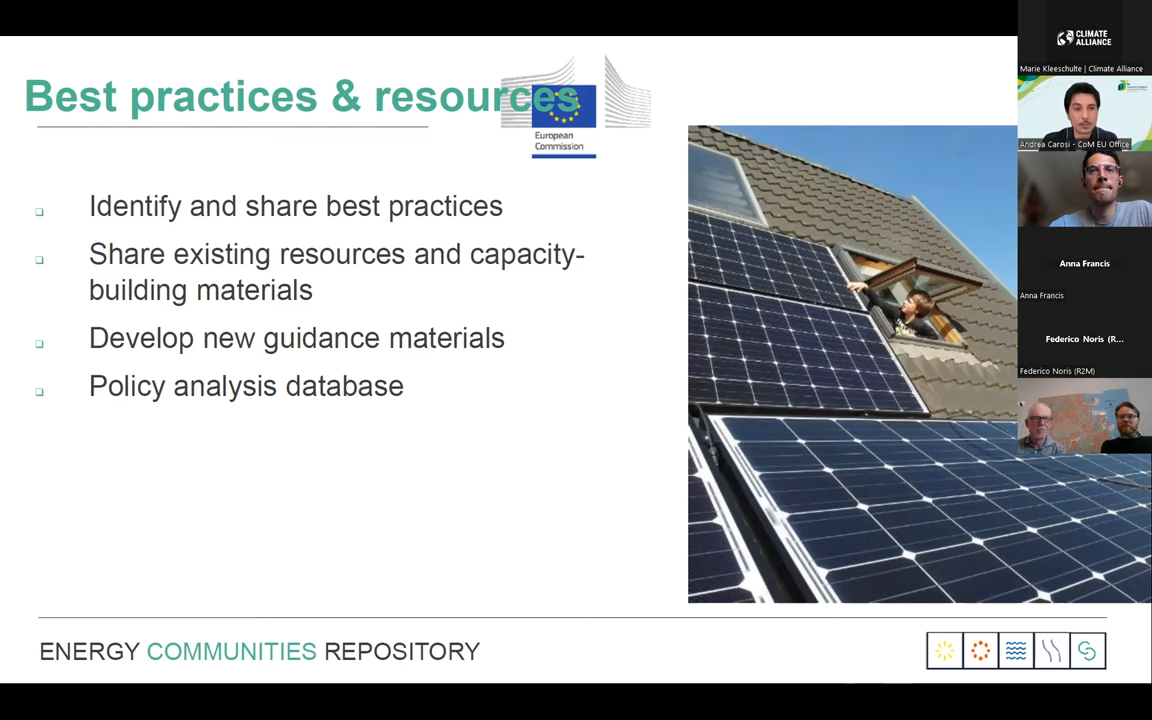 Best practices & resources
European
Commission
Identify and share best practices
Share existing resources and capacity-
building materials
Develop new guidance materials
Policy analysis database
ENERGY COMMUNITIES REPOSITORY
CLIMATE
ALLIANCE
Marie Kleeschulte | Climate Alliance
Andrea Carosi - CoM EU Office
Anna Francis
Anna Francis
Federico Noris (R...
Federico Noris (R2M)